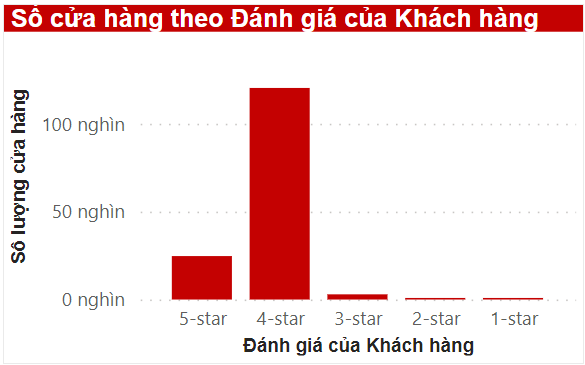 Số cửa hàng theo Đánh giá của Khách hàng
Số lượng cửa hàng
100 nghìn
50 nghìn
0 nghìn
5-star 4-star 3-star 2-star 1-star
Đánh giá của Khách hàng